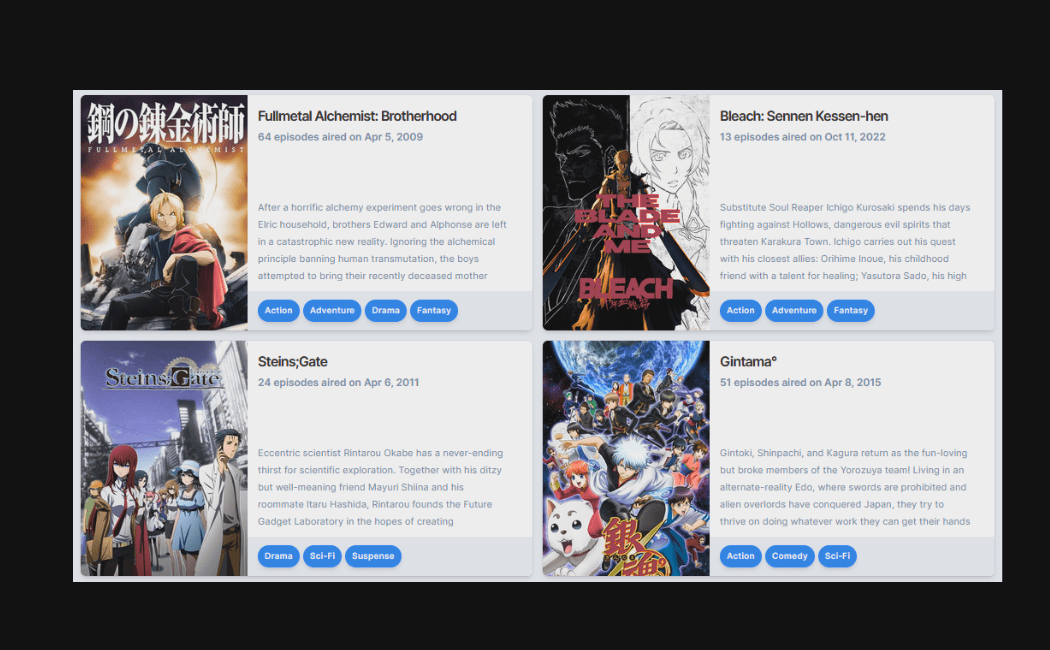 鋼の錬金術師
FULLMETAL ALCHEMIST
Fullmetal Alchemist: Brotherhood
64 episodes aired on Apr 5, 2009
After a horrific alchemy experiment goes wrong in the
Elric household, brothers Edward and Alphonse are left
in a catastrophic new reality. Ignoring the alchemical
principle banning human transmutation, the boys
attempted to bring their recently deceased mother
Action Adventure Drama Fantasy
THE
BLADE
AND
ME
BLEACH
Bleach: Sennen Kessen-hen
13 episodes aired on Oct 11, 2022
Substitute Soul Reaper Ichigo Kurosaki spends his days
fighting against Hollows, dangerous evil spirits that
threaten Karakura Town. Ichigo carries out his quest
with his closest allies: Orihime Inoue, his childhood
friend with a talent for healing; Yasutora Sado, his high
Action Adventure Fantasy
Steins;Gate
Steins;Gate
24 episodes aired on Apr 6, 2011
Eccentric scientist Rintarou Okabe has a never-ending
thirst for scientific exploration. Together with his ditzy
but well-meaning friend Mayuri Shiina and his
roommate Itaru Hashida, Rintarou founds the Future
Gadget Laboratory in the hopes of creating
Drama Sci-Fi Suspense
銀魂°
Gintama°
51 episodes aired on Apr 8, 2015
Gintoki, Shinpachi, and Kagura return as the fun-loving
but broke members of the Yorozuya team! Living in an
alternate-reality Edo, where swords are prohibited and
alien overlords have conquered Japan, they try to
thrive on doing whatever work they can get their hands
Action Comedy Sci-Fi